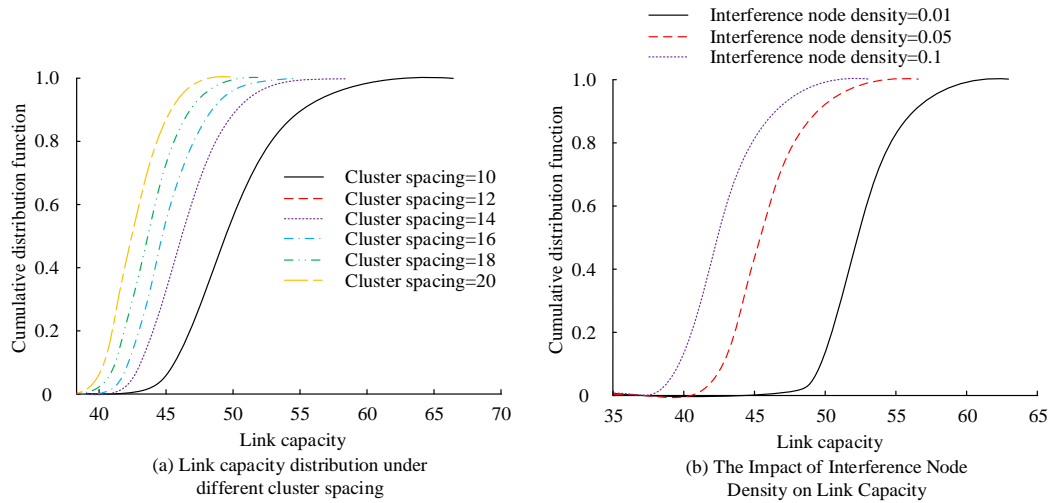 Cumulative distribution function
1.0
0.8
0.6
0.4
0.2
0
40
45
50
55
60
65
70
Cluster spacing=10
Cluster spacing=12
Cluster spacing=14
Cluster spacing=16
Cluster spacing=18
Cluster spacing=20
Link capacity
(a) Link capacity distribution under
different cluster spacing
Interference node density=0.01
Interference node density=0.05
Interference node density=0.1
Cumulative distribution function
1.0
0.8
0.6
0.4
0.2
0
35
40
45
50
55
60
65
Link capacity
(b) The Impact of Interference Node
Density on Link Capacity